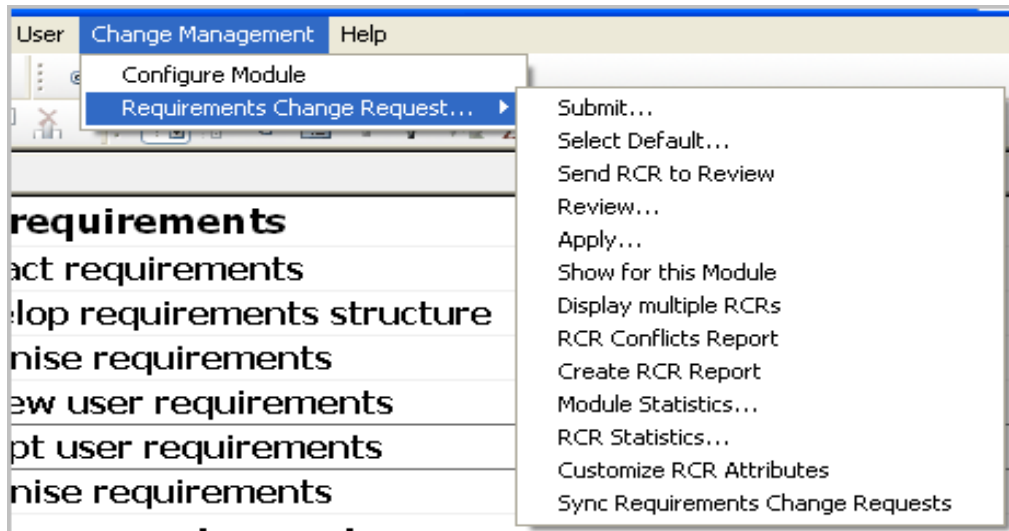 User Change Management Help
Configure Module
Requirements Change Request...
Submit...
Select Default...
Send RCR to Review
Review...
Apply...
Show for this Module
Display multiple RCRs
RCR Conflicts Report
Create RCR Report
Module Statistics...
RCR Statistics...
Customize RCR Attributes
Sync Requirements Change Requests
requirements
act requirements
lop requirements structure
nise requirements
ew user requirements
pt user requirements
nise requirements